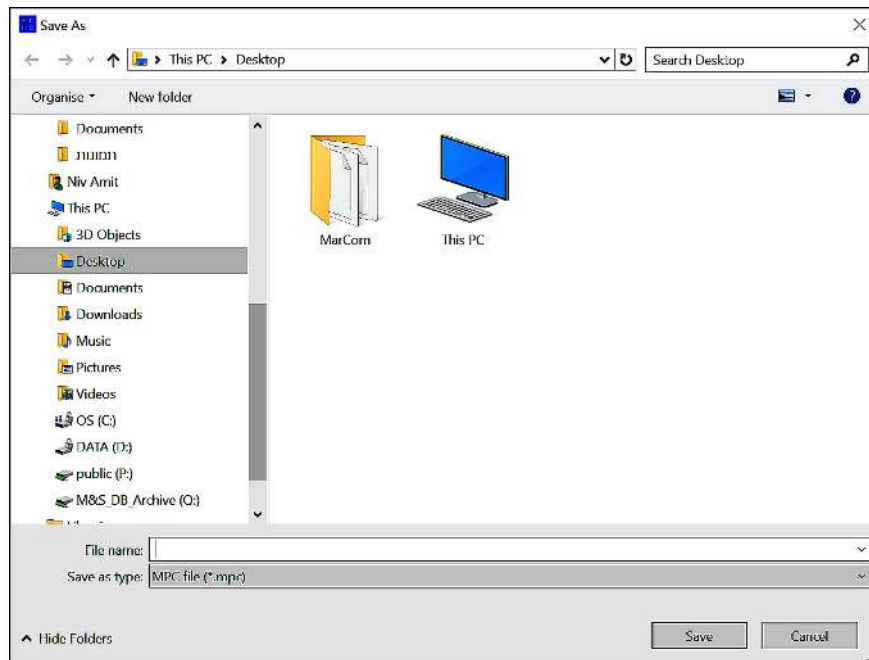 Save As
This PC > Desktop
Search Desktop
Organise
New folder
Documents
תמונות
Niv Amit
This PC
3D Objects
Desktop
Documents
Downloads
Music
Pictures
Videos
OS (C:)
DATA (D:)
public (P:)
M&S_DB_Archive (Q:)
MarCom
This PC
File name:
Save as type: MPC file (*.mpc)
Hide Folders
Save
Cancel